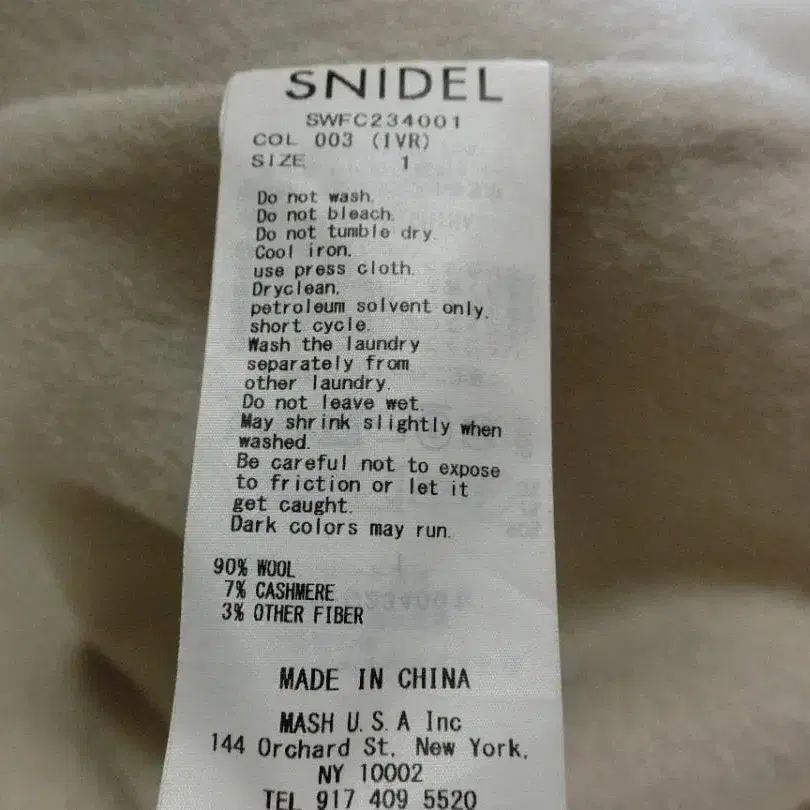 SNIDEL
SWFC234001
COL 003 (IVR)
SIZE 1
Do not wash.
Do not bleach.
Do not tumble dry.
Cool iron.
use press cloth.
Dryclean.
petroleum solvent only.
short cycle.
Wash the laundry
separately from
other laundry.
Do not leave wet.
May shrink slightly when
washed.
Be careful not to expose
to friction or let it
get caught.
Dark colors may run.
90% WOOL
7% CASHMERE
3% OTHER FIBER
MADE IN CHINA
MASH U.S.A Inc
144 Orchard St. New York,
NY 10002
TEL 917 409 5520